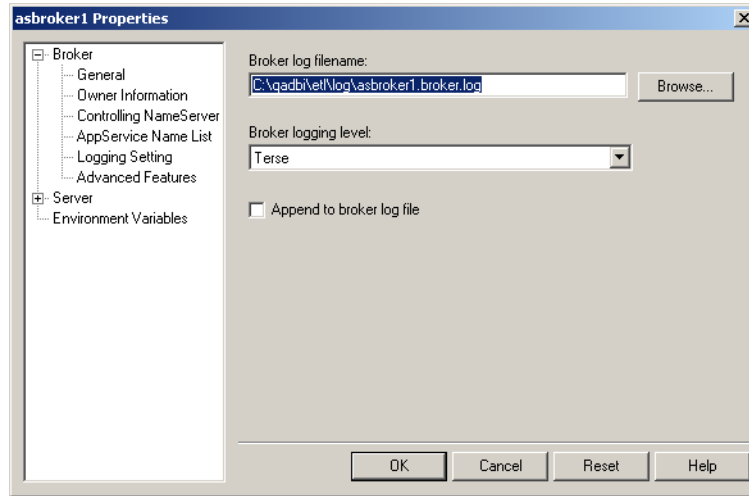 asbroker1 Properties
Broker
General
Owner Information
Controlling NameServer
AppService Name List
Logging Setting
Advanced Features
Server
Environment Variables
Broker log filename:
C:\qadbi\etl\log\asbroker1.broker.log
Browse...
Broker logging level:
Terse
Append to broker log file
OK
Cancel
Reset
Help